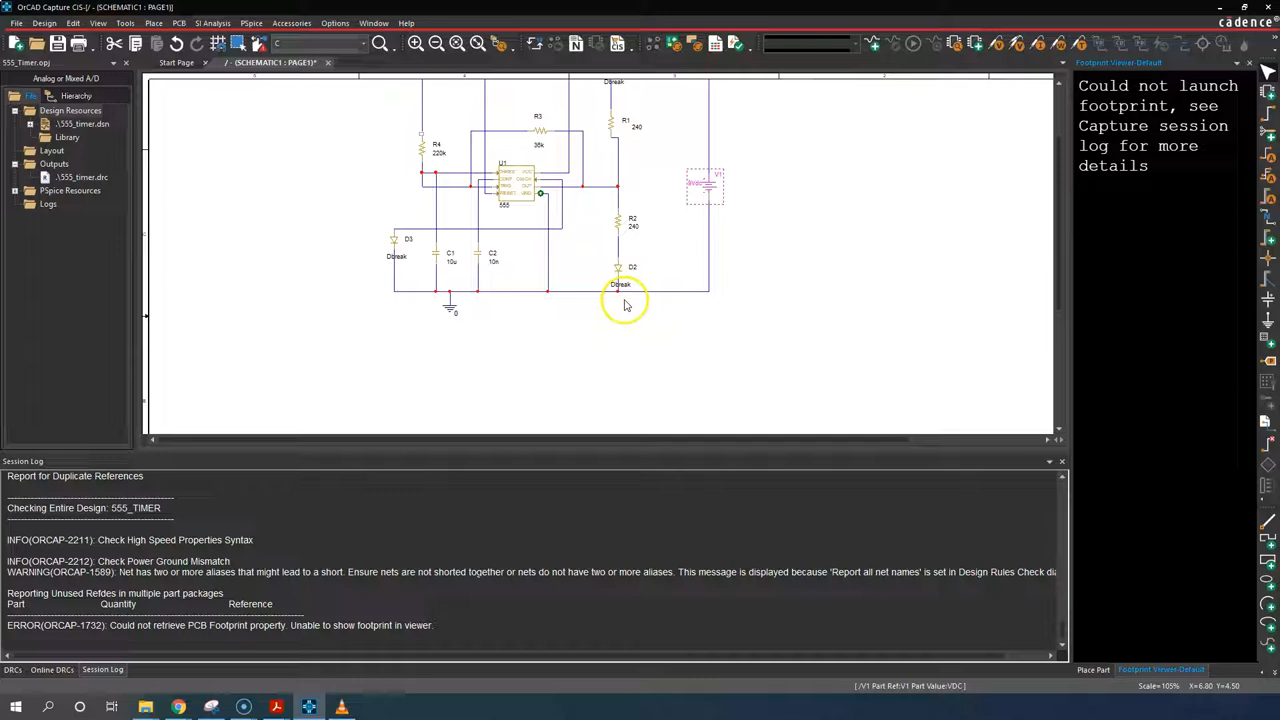 OrCAD Capture CIS-[/ - (SCHEMATIC1 : PAGE1)]
File Design Edit View Tools Place PCB SI Analysis PSpice Accessories Options Window Help
cadence
C
555_Timer.opj
Start Page
/ - (SCHEMATIC1 : PAGE1)*
Footprint Viewer-Default
Analog or Mixed A/D
File Hierarchy
Design Resources
.\555_timer.dsn
Library
Layout
Outputs
.\555_timer.drc
PSpice Resources
Logs
Could not launch
footprint, see
Capture session
log for more
details
Dbreak
R3
36k
R1
240
R4
220k
U1
555
V1
R2
240
D3
Dbreak
C1
10u
C2
10n
D2
Dbreak
0
Session Log
Report for Duplicate References
Checking Entire Design: 555_TIMER
INFO(ORCAP-2211): Check High Speed Properties Syntax
INFO(ORCAP-2212): Check Power Ground Mismatch
WARNING(ORCAP-1589): Net has two or more aliases that might lead to a short. Ensure nets are not shorted together or nets do not have two or more aliases. This message is displayed because 'Report all net names' is set in Design Rules Check dia
Reporting Unused Refdes in multiple part packages
Part Quantity Reference
ERROR(ORCAP-1732): Could not retrieve PCB Footprint property. Unable to show footprint in viewer.
DRCs Online DRCs Session Log
Place Part Footprint Viewer-Default
[/V1 Part Ref:V1 Part Value:VDC]
Scale=105% X=6.80 Y=4.50